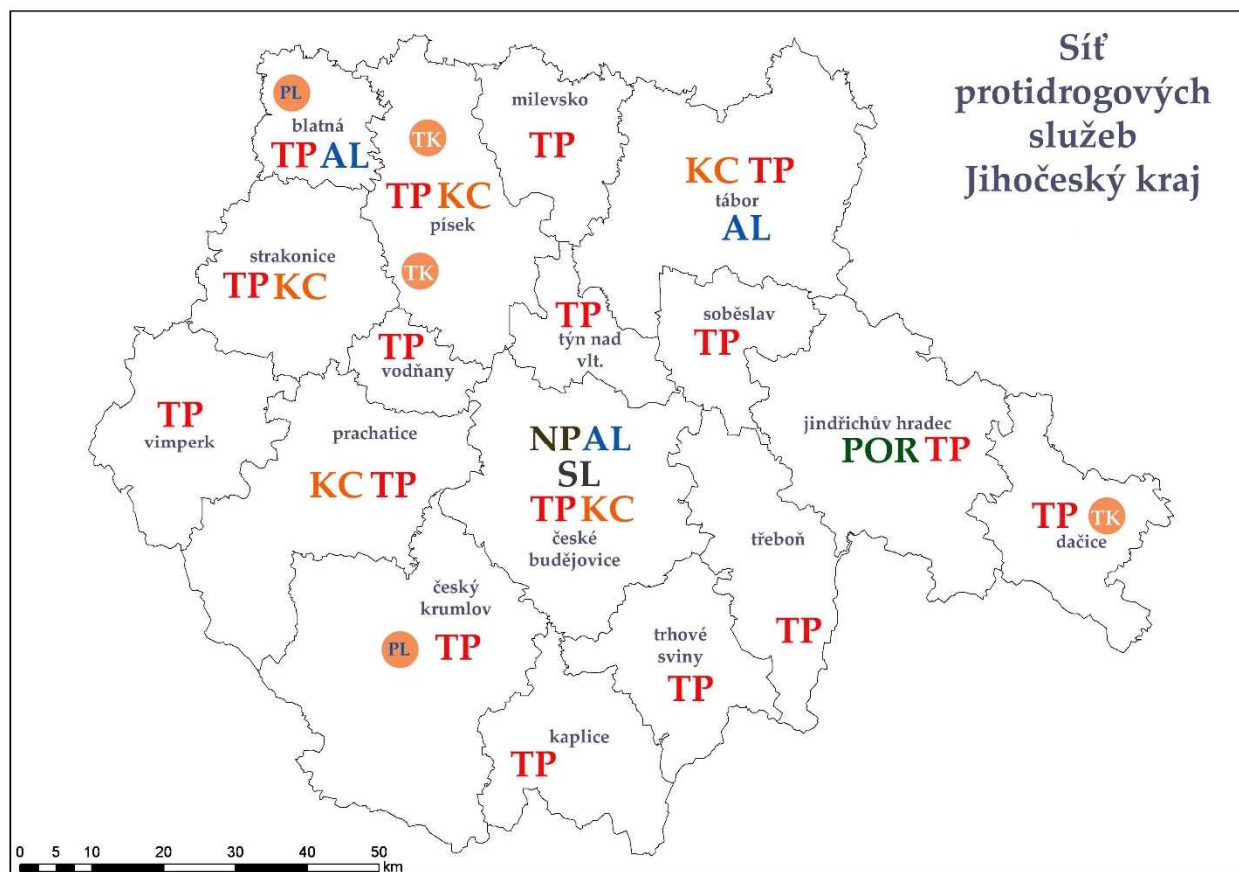 Síť
protidrogových
služeb
Jihočeský kraj
PL
blatná
TP AL
TK
TP KC
písek
TK
milevsko
TP
KC TP
tábor
AL
strakonice
TP KC
TP
vodňany
TP
týn nad
vlt.
soběslav
TP
TP
vimperk
prachatice
KC TP
NP AL
SL
TP KC
české
budějovice
jindřichův hradec
POR TP
TP TK
dačice
třeboň
TP
český
krumlov
PL TP
trhové
sviny
TP
kaplice
TP
0 5 10 20 30 40 50
km